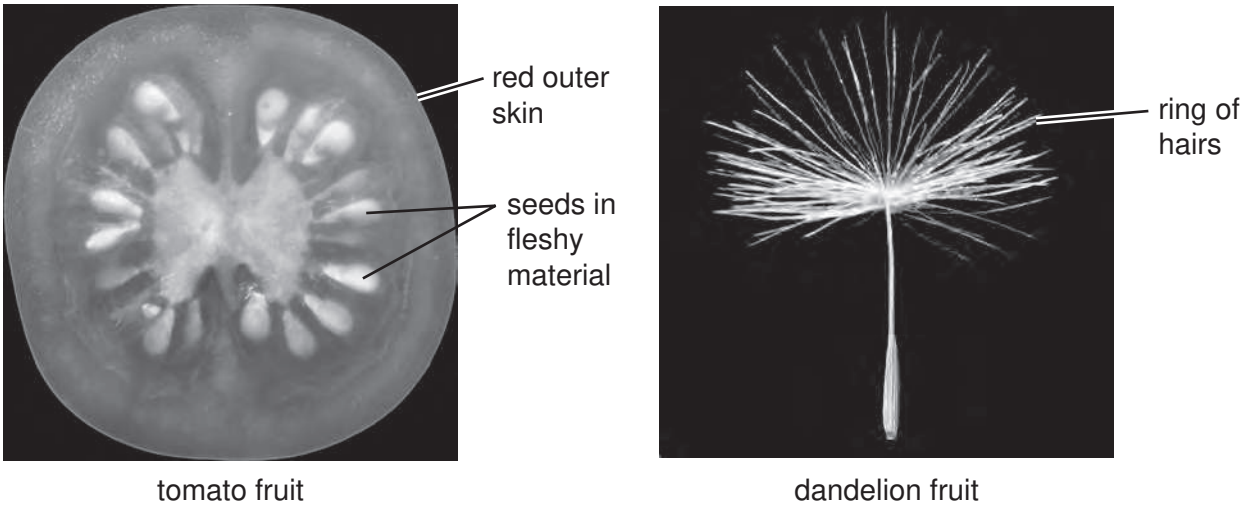 red outer
skin
seeds in
fleshy
material
tomato fruit
ring of
hairs
dandelion fruit